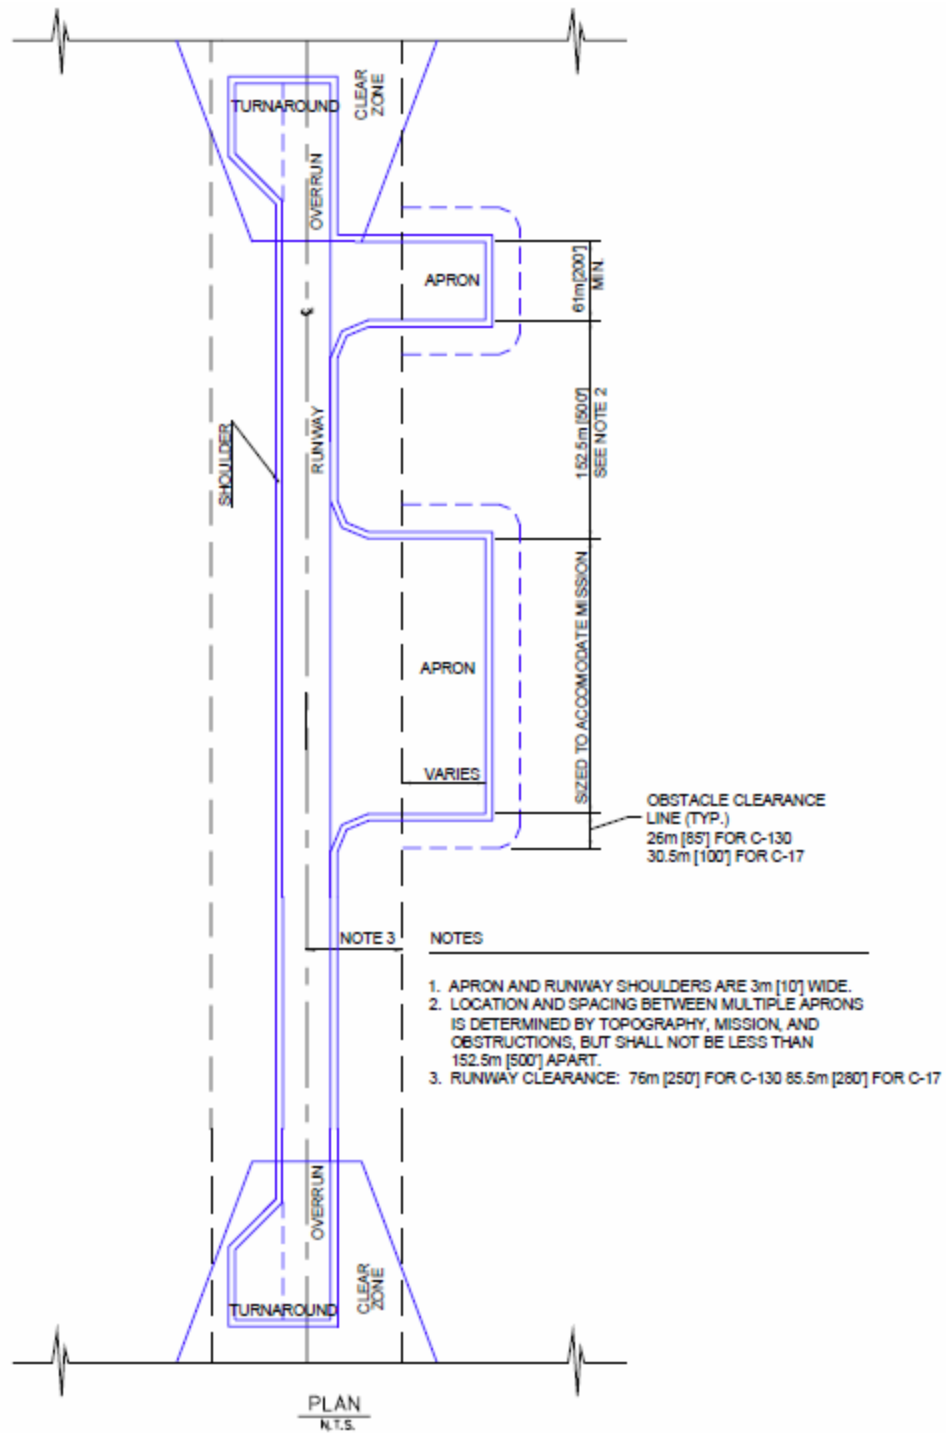 CLEAR
ZONE
TURNAROUND
OVERRUN
APRON
61m[200']
MIN.
℄
RUNWAY
152.5m [500']
SEE NOTE 2
SHOULDER
APRON
SIZED TO ACCOMODATE MISSION
VARIES
OBSTACLE CLEARANCE
LINE (TYP.)
26m [85'] FOR C-130
30.5m [100'] FOR C-17
NOTE 3
NOTES
1. APRON AND RUNWAY SHOULDERS ARE 3m [10'] WIDE.
2. LOCATION AND SPACING BETWEEN MULTIPLE APRONS
IS DETERMINED BY TOPOGRAPHY, MISSION, AND
OBSTRUCTIONS, BUT SHALL NOT BE LESS THAN
152.5m [500'] APART.
3. RUNWAY CLEARANCE: 76m [250'] FOR C-130 85.5m [280'] FOR C-17
OVERRUN
CLEAR
ZONE
TURNAROUND
PLAN
N.T.S.